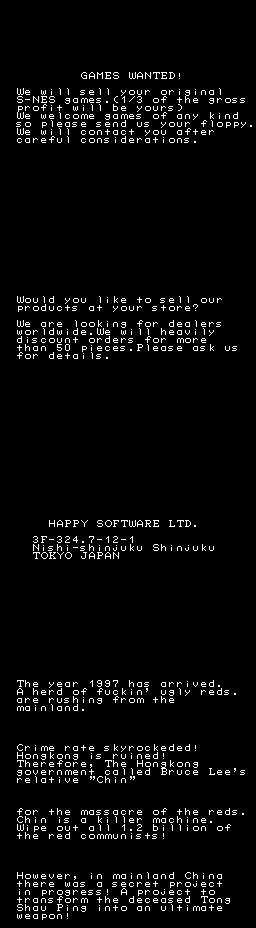 GAMES WANTED!
We will sell your original
S-NES games.(1/3 of the gross
profit will be yours)
We welcome games of any kind
so please send us your floppy.
We will contact you after
careful considerations.
Would you like to sell our
products at your store?
We are looking for dealers
worldwide.We will heavily
discount orders for more
than 50 pieces.Please ask us
for details.
HAPPY SOFTWARE LTD.
3F-324.7-12-1
Nishi-shinjuku Shinjuku
TOKYO JAPAN
The year 1997 has arrived.
A herd of fuckin' ugly reds.
are rushing from the
mainland.
Crime rate skyrockeded!
Hongkong is ruined!
Therefore, The Hongkong
government called Bruce Lee's
relative "Chin"
for the massacre of the reds.
Chin is a killer machine.
Wipe out all 1.2 billion of
the red communists!
However, in mainland China
there was a secret project
in progress! A project to
transform the deceased Tong
Shau Ping into an ultimate
weapon!